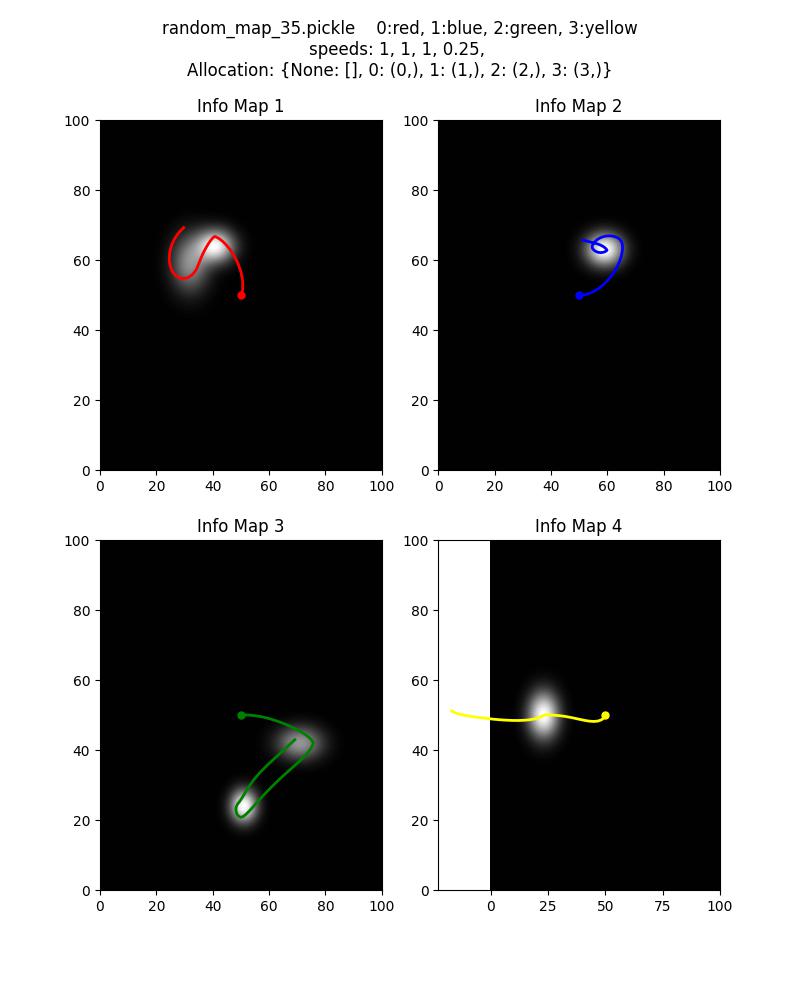 random_map_35.pickle    0:red, 1:blue, 2:green, 3:yellow
speeds: 1, 1, 1, 0.25,
Allocation: {None: [], 0: (0,), 1: (1,), 2: (2,), 3: (3,)}
Info Map 1
100
80
60
40
20
0
0 20 40 60 80 100
Info Map 2
100
80
60
40
20
0
0 20 40 60 80 100
Info Map 3
100
80
60
40
20
0
0 20 40 60 80 100
Info Map 4
100
80
60
40
20
0
0 25 50 75 100